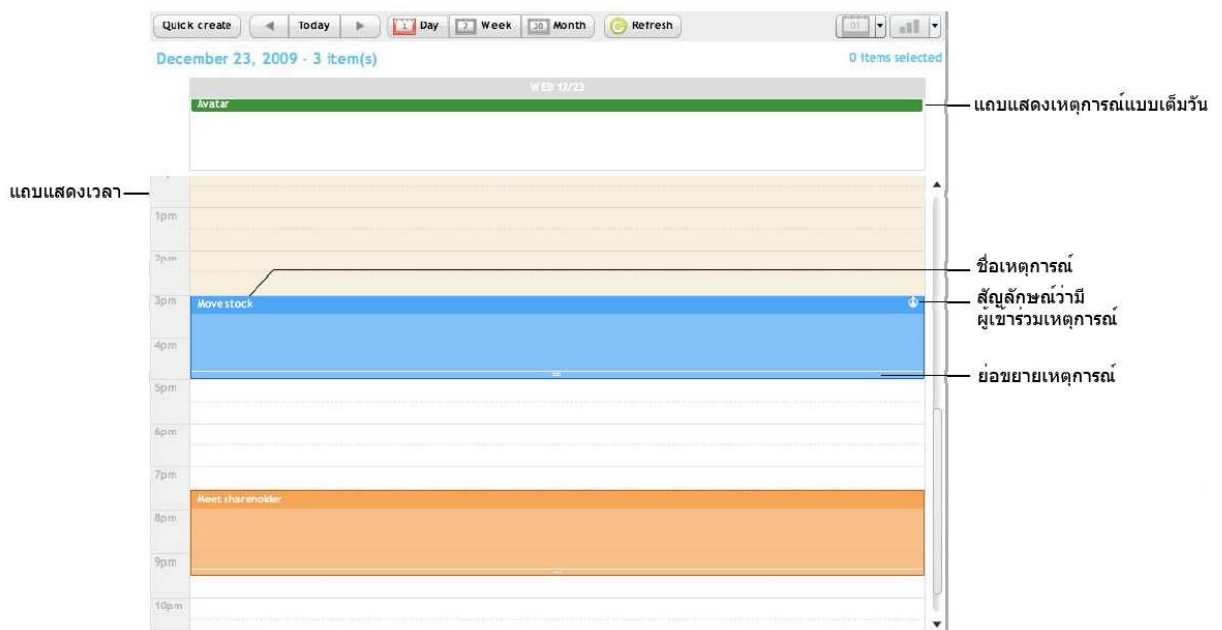 Quick create Today 1 Day 7 Week 30 Month Refresh 01
December 23, 2009 - 3 item(s) 0 items selected
WED 12/23
Avatar
แถบแสดงเหตุการณ์แบบเต็มวัน
แถบแสดงเวลา
1pm
2pm
ชื่อเหตุการณ์
3pm Move stock
สัญลักษณ์ว่ามี
ผู้เข้าร่วมเหตุการณ์
4pm
ย่อขยายเหตุการณ์
5pm
6pm
7pm
Meet shareholder
8pm
9pm
10pm